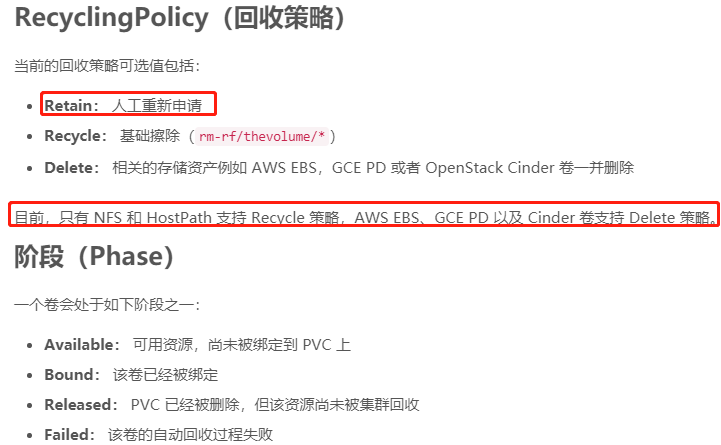 RecyclingPolicy（回收策略）
当前的回收策略可选值包括：
Retain： 人工重新申请
Recycle： 基础擦除（rm-rf/thevolume/*）
Delete： 相关的存储资产例如 AWS EBS，GCE PD 或者 OpenStack Cinder 卷一并删除
目前，只有 NFS 和 HostPath 支持 Recycle 策略，AWS EBS、GCE PD 以及 Cinder 卷支持 Delete 策略。
阶段（Phase）
一个卷会处于如下阶段之一：
Available： 可用资源，尚未被绑定到 PVC 上
Bound： 该卷已经被绑定
Released： PVC 已经被删除，但该资源尚未被集群回收
Failed： 该卷的自动回收过程失败